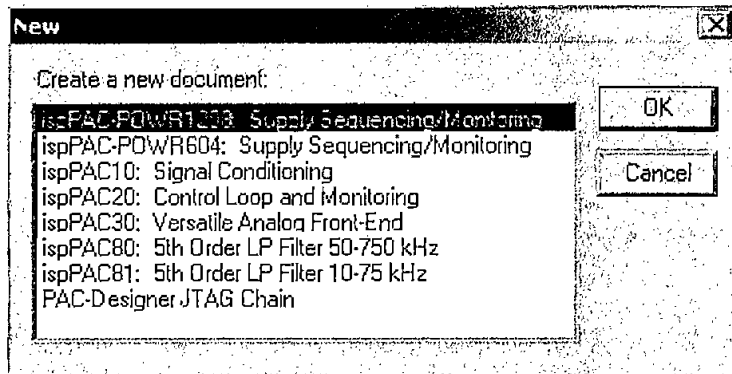 New
Create a new document:
ispPAC-POWR1208: Supply Sequencing/Monitoring
ispPAC-POWR604: Supply Sequencing/Monitoring
ispPAC10: Signal Conditioning
ispPAC20: Control Loop and Monitoring
ispPAC30: Versatile Analog Front-End
ispPAC80: 5th Order LP Filter 50-750 kHz
ispPAC81: 5th Order LP Filter 10-75 kHz
PAC-Designer JTAG Chain
OK
Cancel